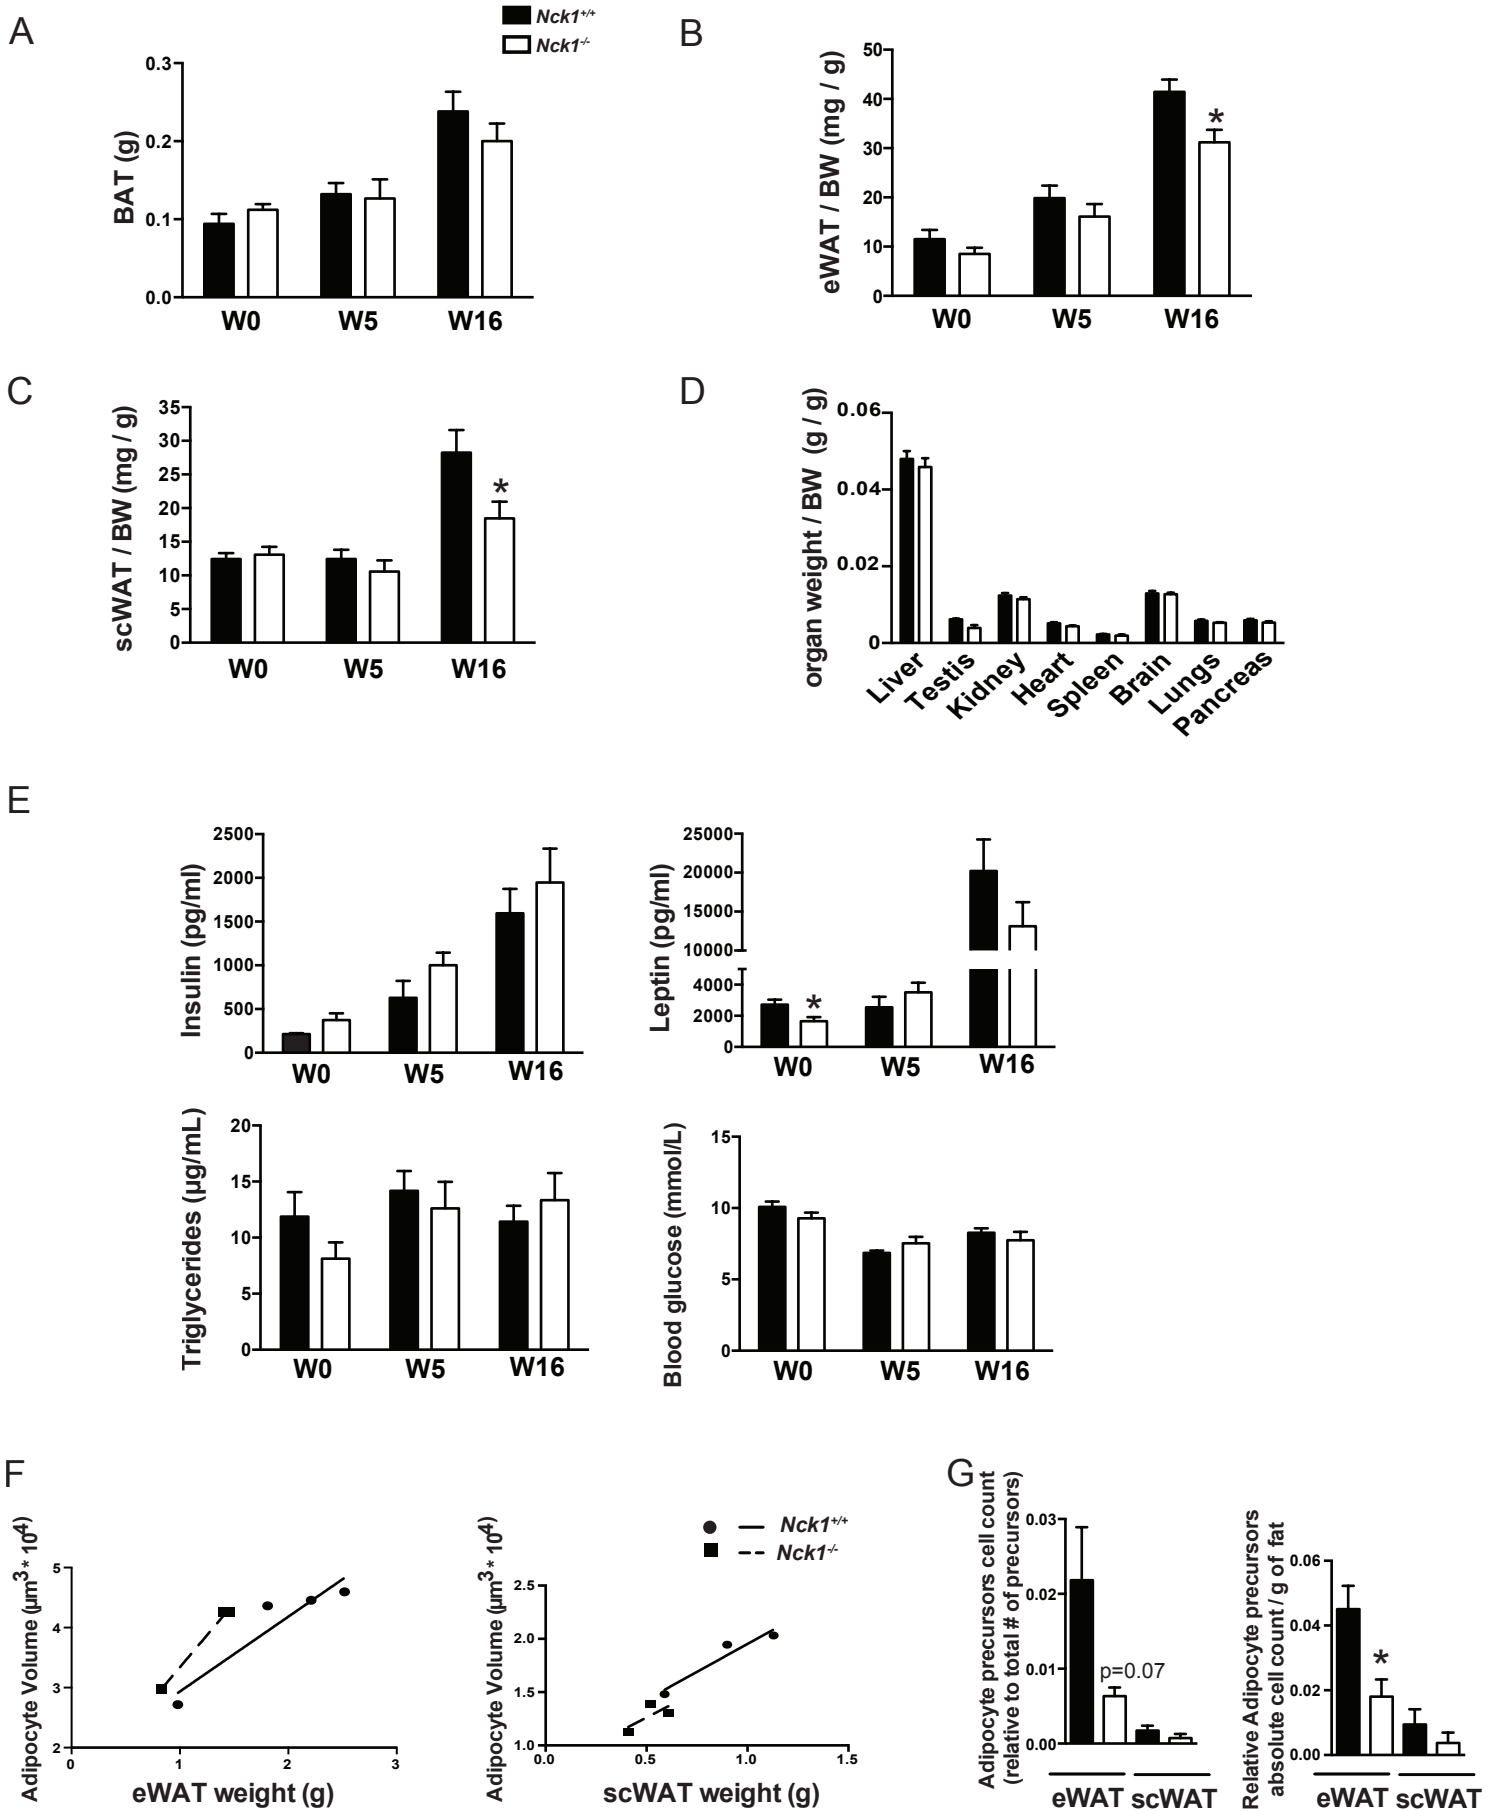 A
Nck1+/+
Nck1-/-
BAT (g)
0.3
0.2
0.1
0.0
W0 W5 W16
B
eWAT / BW (mg / g)
50
40
30
20
10
0
*
W0 W5 W16
C
scWAT / BW (mg / g)
35
30
25
20
15
10
5
0
*
W0 W5 W16
D
organ weight / BW (g / g)
0.06
0.04
0.02
0
Liver
Testis
Kidney
Heart
Spleen
Brain
Lungs
Pancreas
E
Insulin (pg/ml)
2500
2000
1500
1000
500
0
W0 W5 W16
Leptin (pg/ml)
25000
20000
15000
10000
4000
2000
0
*
W0 W5 W16
Triglycerides (µg/mL)
20
15
10
5
0
W0 W5 W16
Blood glucose (mmol/L)
15
10
5
0
W0 W5 W16
F
Adipocyte Volume (µm3* 104)
5
4
3
2
0 1 2 3
eWAT weight (g)
Adipocyte Volume (µm3* 104)
2.5
2.0
1.5
1.0
0.0 0.5 1.0 1.5
scWAT weight (g)
Nck1+/+
Nck1-/-
G
Adipocyte precursors cell count
(relative to total # of precursors)
0.03
0.02
0.01
0.00
p=0.07
eWAT scWAT
Relative Adipocyte precursors
absolute cell count / g of fat
0.06
0.04
0.02
0.00
*
eWAT scWAT